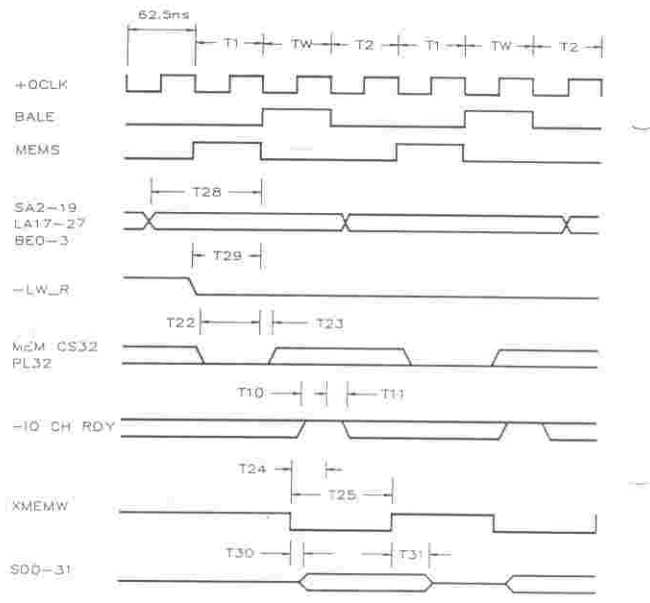 62.5ns
T1 TW T2 T1 TW T2
+OCLK
BALE
MEMS
T28
SA2-19
LA17-27
BE0-3
T29
-LW_R
T22 T23
MEM CS32
PL32
T10 T11
-IO CH RDY
T24
T25
XMEMW
T30 T31
SD0-31